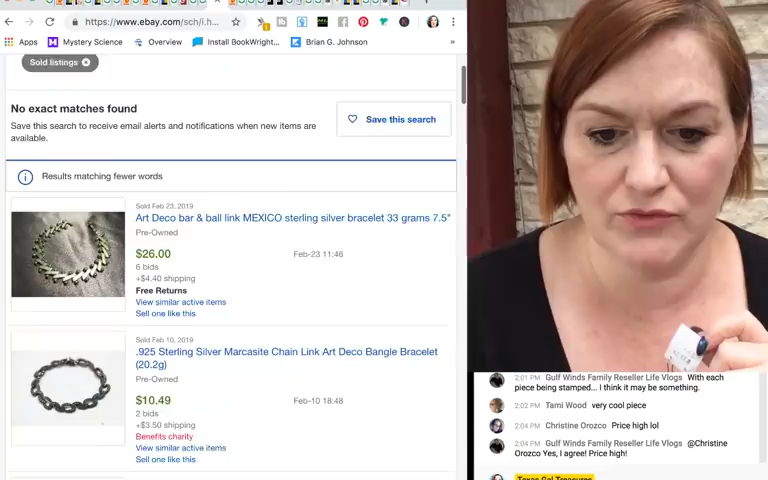 https://www.ebay.com/sch/i.h...
Apps
Mystery Science
Overview
Install BookWright...
Brian G. Johnson
»
Sold listings
No exact matches found
Save this search to receive email alerts and notifications when new items are
available.
Save this search
Results matching fewer words
Sold Feb 23, 2019
Art Deco bar & ball link MEXICO sterling silver bracelet 33 grams 7.5"
Pre-Owned
$26.00
Feb-23 11:46
6 bids
+$4.40 shipping
Free Returns
View similar active items
Sell one like this
Sold Feb 10, 2019
.925 Sterling Silver Marcasite Chain Link Art Deco Bangle Bracelet
(20.2g)
Pre-Owned
$10.49
Feb-10 18:48
2 bids
+$3.50 shipping
Benefits charity
View similar active items
Sell one like this
2:01 PM Gulf Winds Family Reseller Life Vlogs With each
piece being stamped... I think it may be something.
2:02 PM Tami Wood very cool piece
2:04 PM Christine Orozco Price high lol
2:04 PM Gulf Winds Family Reseller Life Vlogs @Christine
Orozco Yes, I agree! Price high!
Texas Gal Treasures